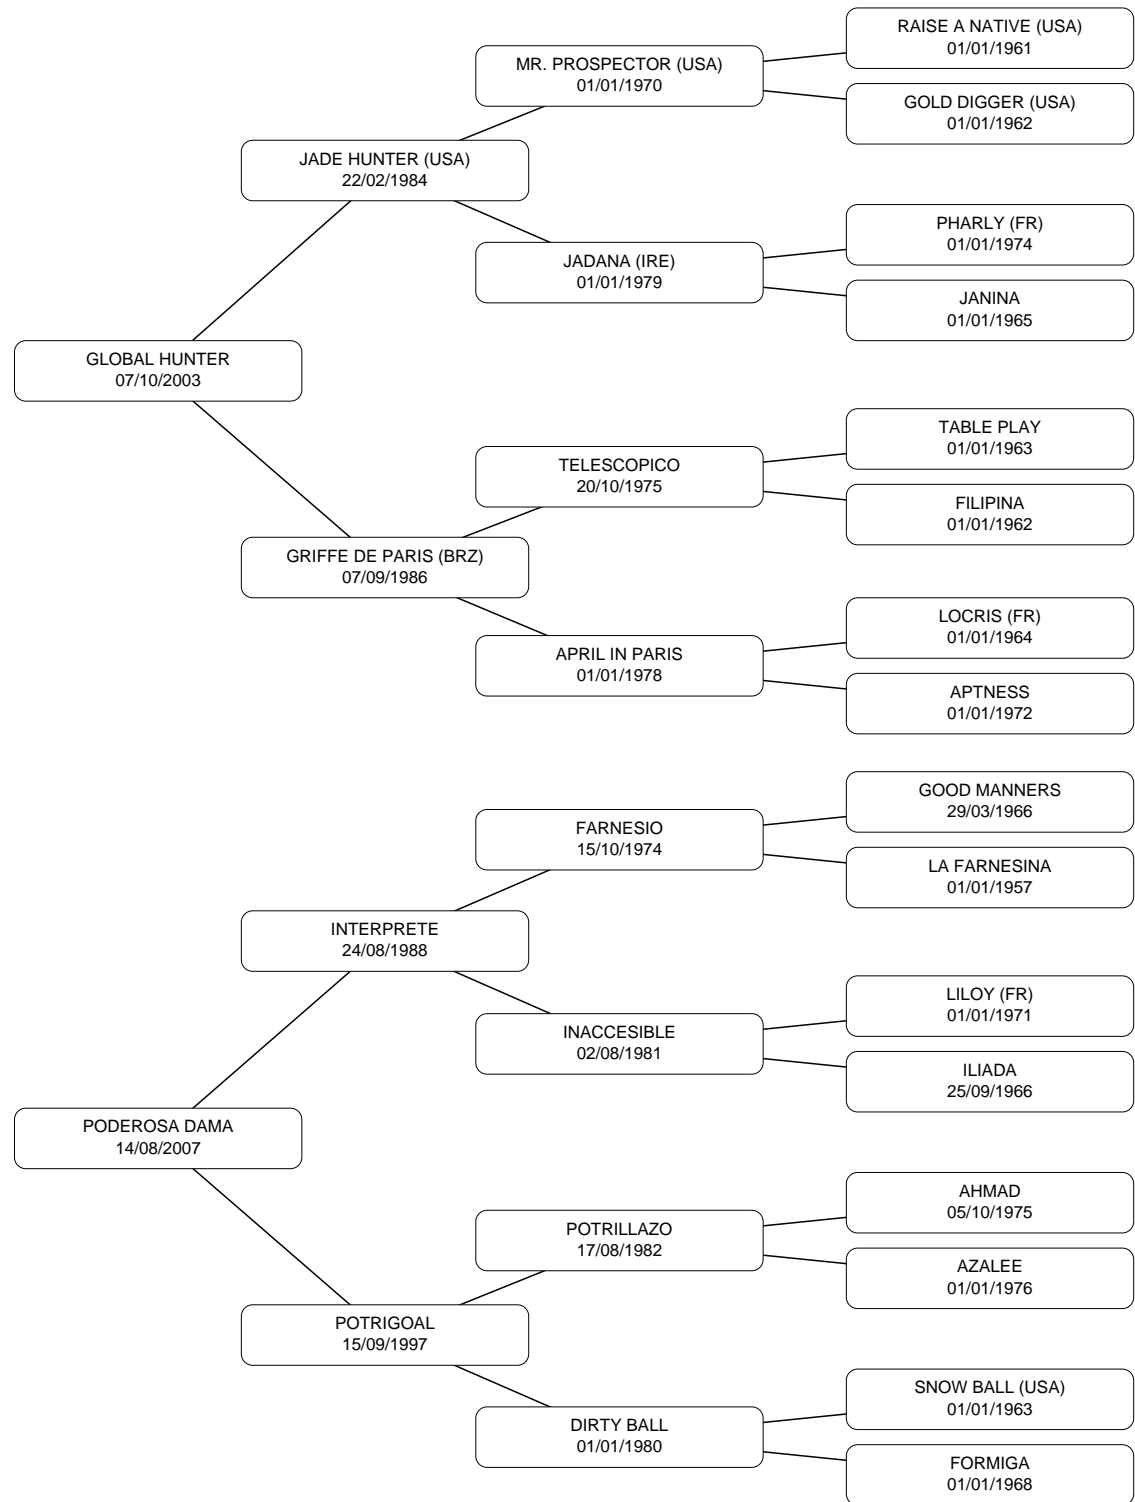 RAISE A NATIVE (USA)
01/01/1961
MR. PROSPECTOR (USA)
01/01/1970
GOLD DIGGER (USA)
01/01/1962
JADE HUNTER (USA)
22/02/1984
PHARLY (FR)
01/01/1974
JADANA (IRE)
01/01/1979
JANINA
01/01/1965
GLOBAL HUNTER
07/10/2003
TABLE PLAY
01/01/1963
TELESCOPICO
20/10/1975
FILIPINA
01/01/1962
GRIFFE DE PARIS (BRZ)
07/09/1986
LOCRIS (FR)
01/01/1964
APRIL IN PARIS
01/01/1978
APTNESS
01/01/1972
GOOD MANNERS
29/03/1966
FARNESIO
15/10/1974
LA FARNESINA
01/01/1957
INTERPRETE
24/08/1988
LILOY (FR)
01/01/1971
INACCESIBLE
02/08/1981
ILIADA
25/09/1966
PODEROSA DAMA
14/08/2007
AHMAD
05/10/1975
POTRILLAZO
17/08/1982
AZALEE
01/01/1976
POTRIGOAL
15/09/1997
SNOW BALL (USA)
01/01/1963
DIRTY BALL
01/01/1980
FORMIGA
01/01/1968